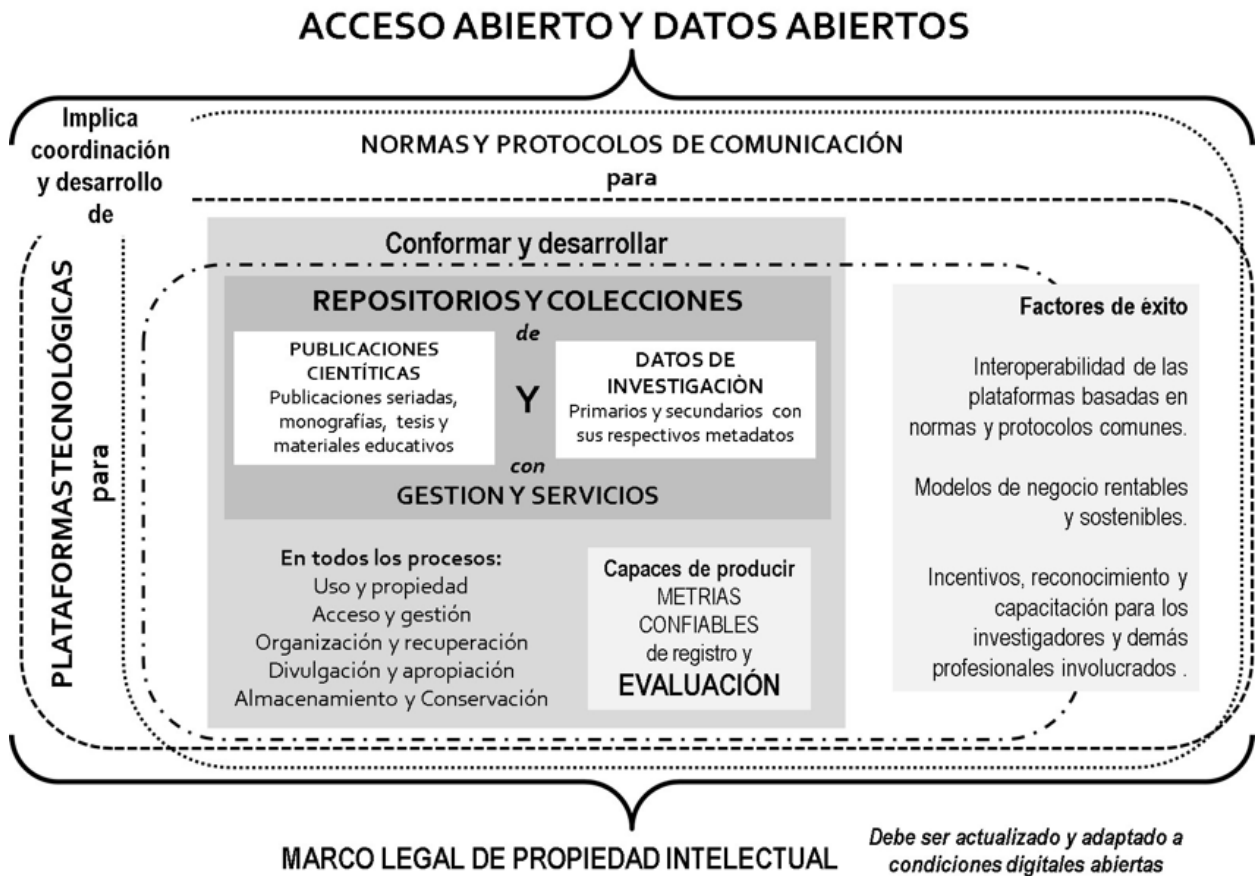 ACCESO ABIERTO Y DATOS ABIERTOS
Implica
coordinación
y desarrollo
de
NORMAS Y PROTOCOLOS DE COMUNICACIÓN
para
PLATAFORMAS TECNOLÓGICAS
para
Conformar y desarrollar
REPOSITORIOS Y COLECCIONES
de
PUBLICACIONES
CIENTÍFICAS
Publicaciones seriadas,
monografías, tesis y
materiales educativos
Y
DATOS DE
INVESTIGACIÒN
Primarios y secundarios con
sus respectivos metadatos
con
GESTION Y SERVICIOS
En todos los procesos:
Uso y propiedad
Acceso y gestión
Organización y recuperación
Divulgación y apropiación
Almacenamiento y Conservación
Capaces de producir
METRIAS
CONFIABLES
de registro y
EVALUACIÓN
Factores de éxito
Interoperabilidad de las
plataformas basadas en
normas y protocolos comunes.
Modelos de negocio rentables
y sostenibles.
Incentivos, reconocimiento y
capacitación para los
investigadores y demás
profesionales involucrados .
MARCO LEGAL DE PROPIEDAD INTELECTUAL
Debe ser actualizado y adaptado a
condiciones digitales abiertas